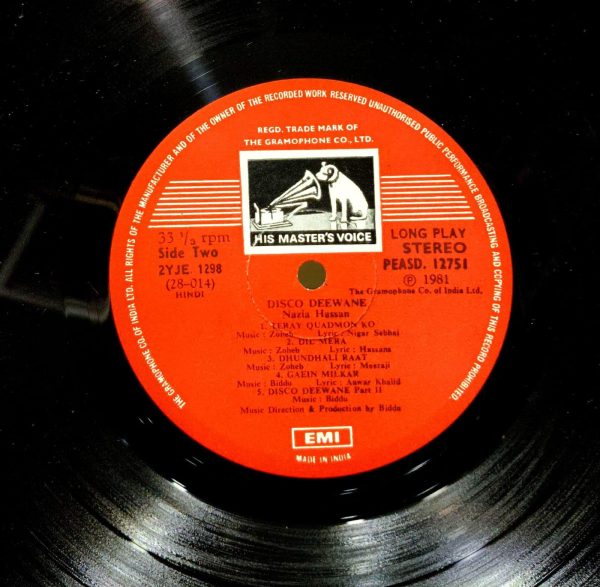 THE GRAMOPHONE CO. OF INDIA LTD. ALL RIGHTS OF THE MANUFACTURER AND OF THE OWNER OF THE RECORDED WORK RESERVED UNAUTHORISED PUBLIC PERFORMANCE BROADCASTING AND COPYING OF THIS RECORD PROHIBITED.
REGD. TRADE MARK OF
THE GRAMOPHONE CO., LTD.
HIS MASTER'S VOICE
33 1/3 rpm
Side Two
2YJE. 1298
(28-014)
HINDI
LONG PLAY
STEREO
PEASD. 12751
℗ 1981
The Gramophone Co. of India Ltd.
DISCO DEEWANE
Nazia Hassan
1. TERAY QUADMON KO
Music : Zoheb Lyric : Nigar Sehbai
2. DIL MERA
Music : Zoheb Lyric : Hassans
3. DHUNDHALI RAAT
Music : Zoheb Lyric : Meeraji
4. GAEIN MILKAR
Music : Biddu Lyric : Anwar Khalid
5. DISCO DEEWANE Part II
Music : Biddu
Music Direction & Production by Biddu
EMI
MADE IN INDIA